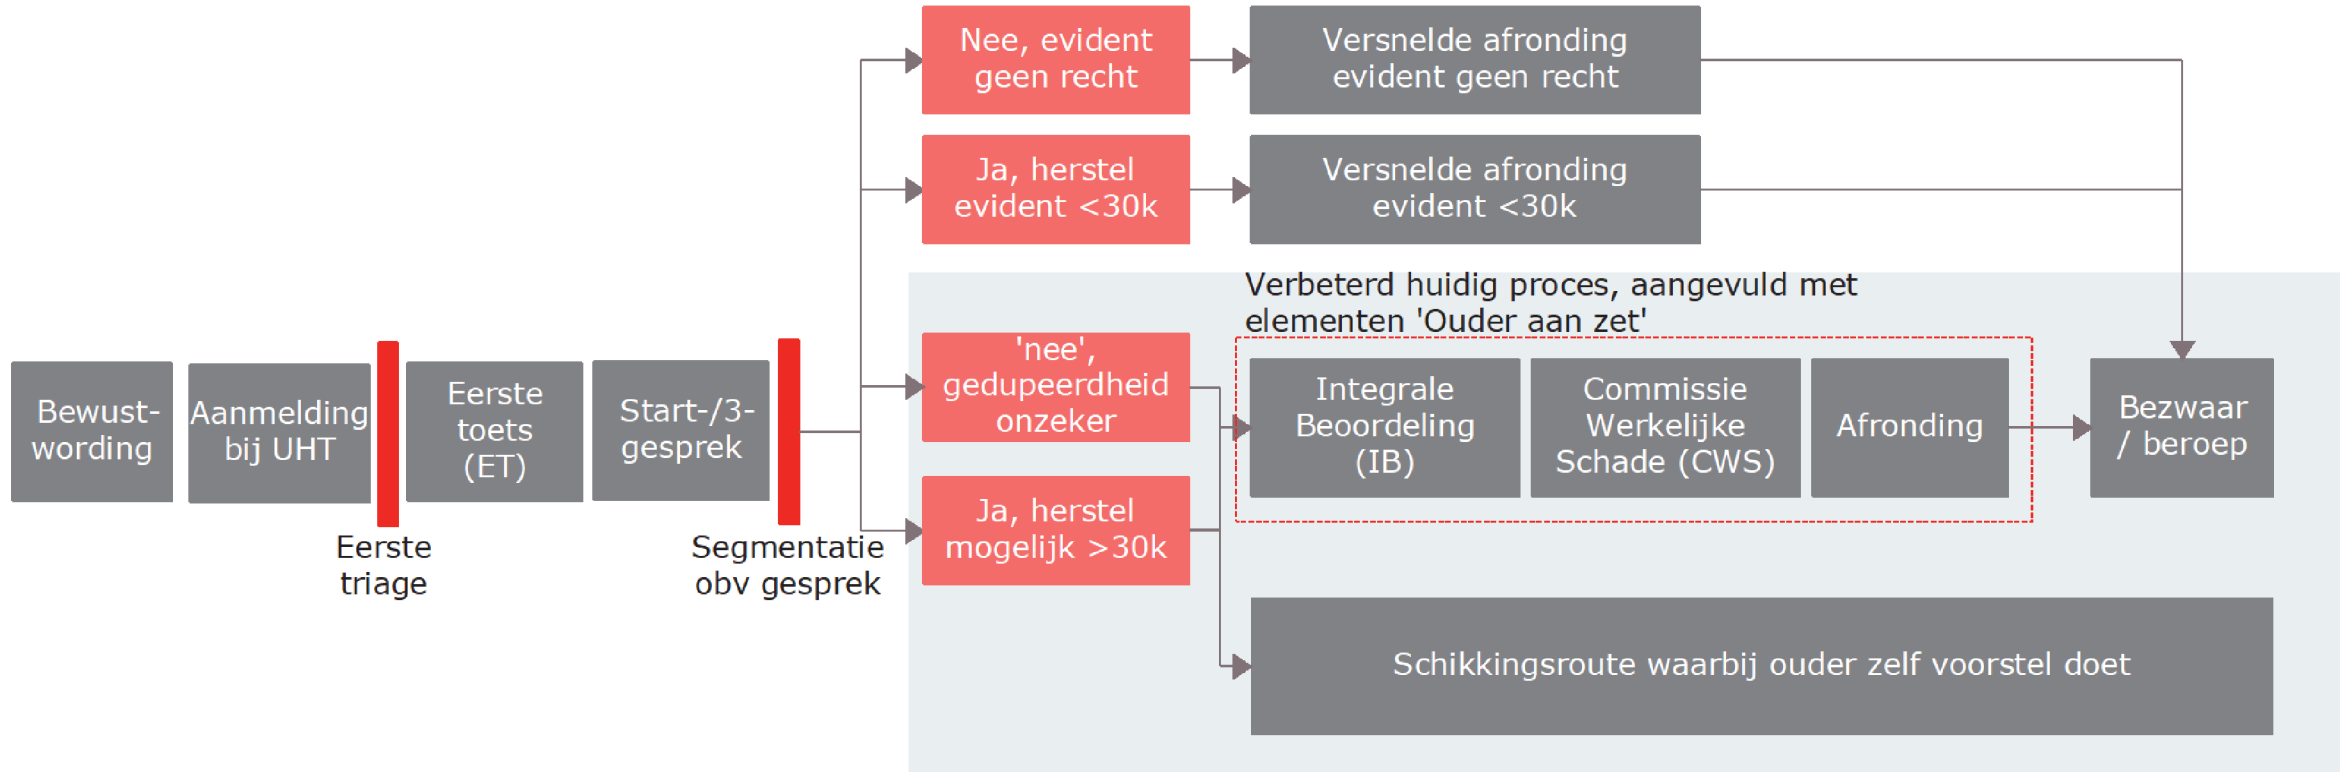 Nee, evident
geen recht
Versnelde afronding
evident geen recht
Ja, herstel
evident <30k
Versnelde afronding
evident <30k
Verbeterd huidig proces, aangevuld met
elementen 'Ouder aan zet'
Bewust-
wording
Aanmelding
bij UHT
Eerste
toets
(ET)
Start-/3-
gesprek
Eerste
triage
Segmentatie
obv gesprek
'nee',
gedupeerdheid
onzeker
Ja, herstel
mogelijk >30k
Integrale
Beoordeling
(IB)
Commissie
Werkelijke
Schade (CWS)
Afronding
Bezwaar
/ beroep
Schikkingsroute waarbij ouder zelf voorstel doet